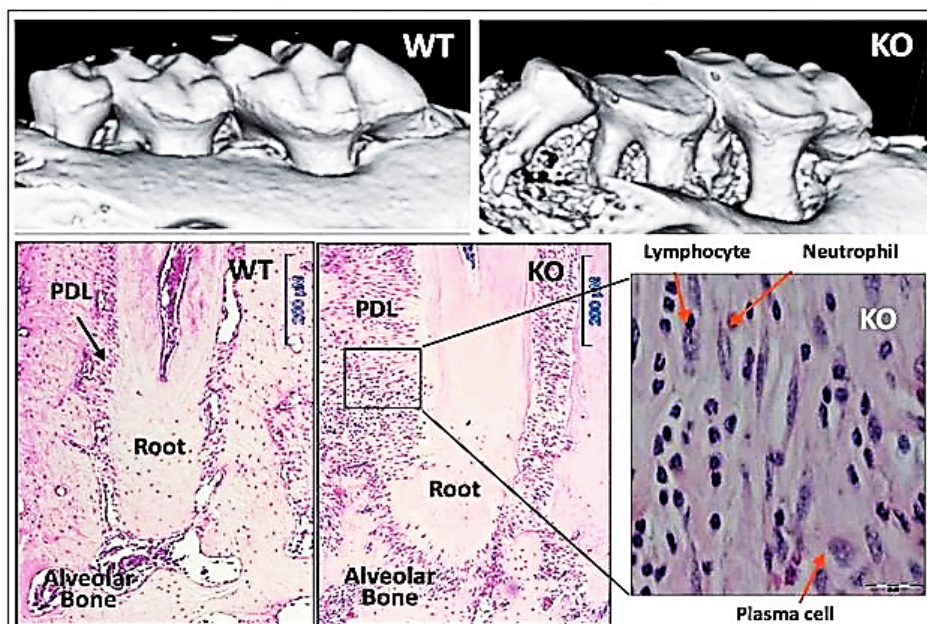 WT
KO
WT
PDL
Root
Alveolar
Bone
KO
PDL
Root
Alveolar
Bone
Lymphocyte
Neutrophil
KO
Plasma cell